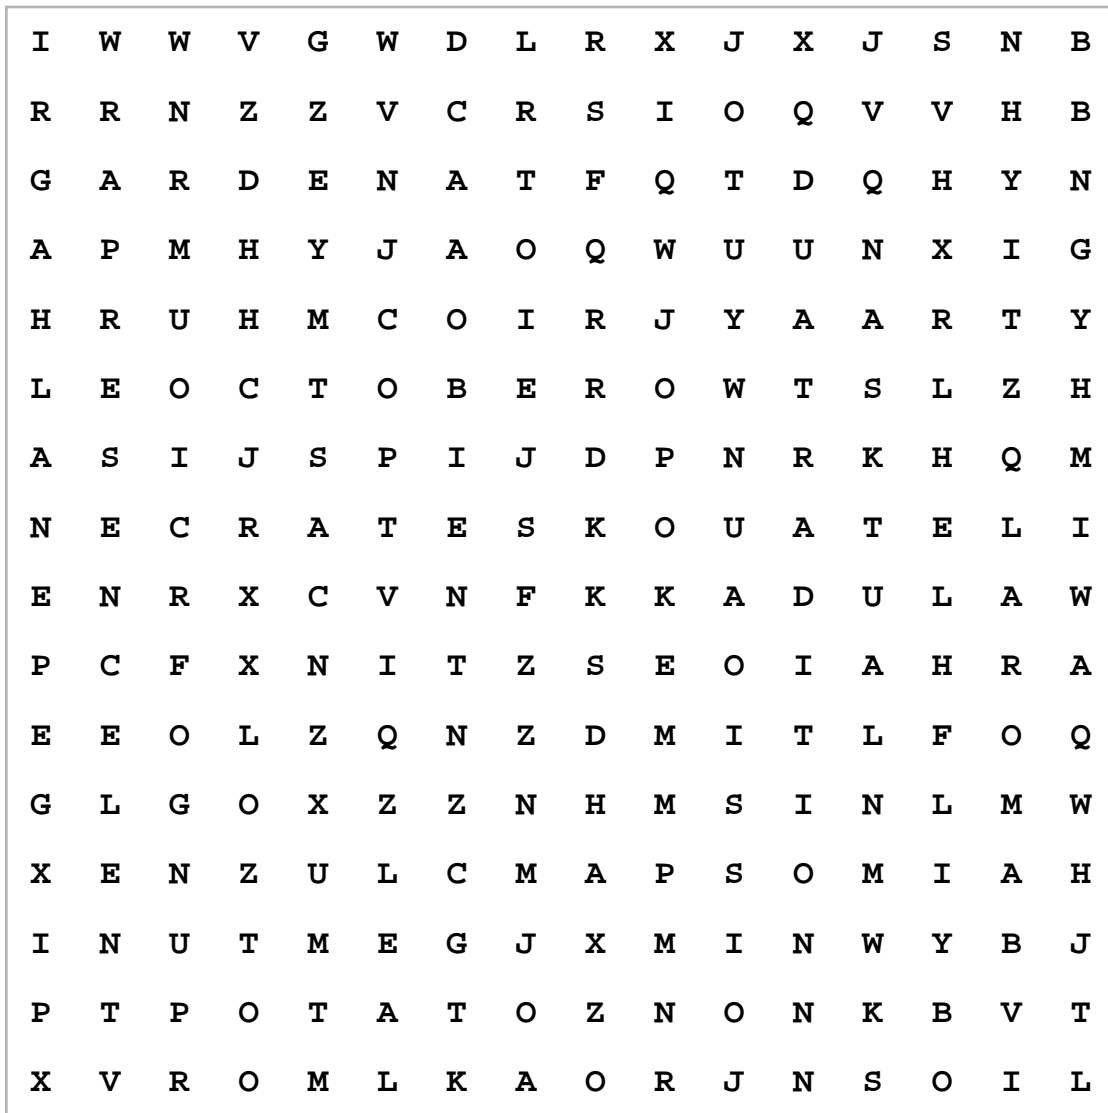 I W W V G W D L R X J X J S N B
R R N Z Z V C R S I O Q V V H B
G A R D E N A T F Q T D Q H Y N
A P M H Y J A O Q W U U N X I G
H R U H M C O I R J Y A A R T Y
L E O C T O B E R O W T S L Z H
A S I J S P I J D P N R K H Q M
N E C R A T E S K O U A T E L I
E N R X C V N F K K A D U L A W
P C F X N I T Z S E O I A H R A
E E O L Z Q N Z D M I T L F O Q
G L G O X Z Z N H M S I N L M W
X E N Z U L C M A P S O M I A H
I N U T M E G J X M I N W Y B J
P T P O T A T O Z N O N K B V T
X V R O M L K A O R J N S O I L